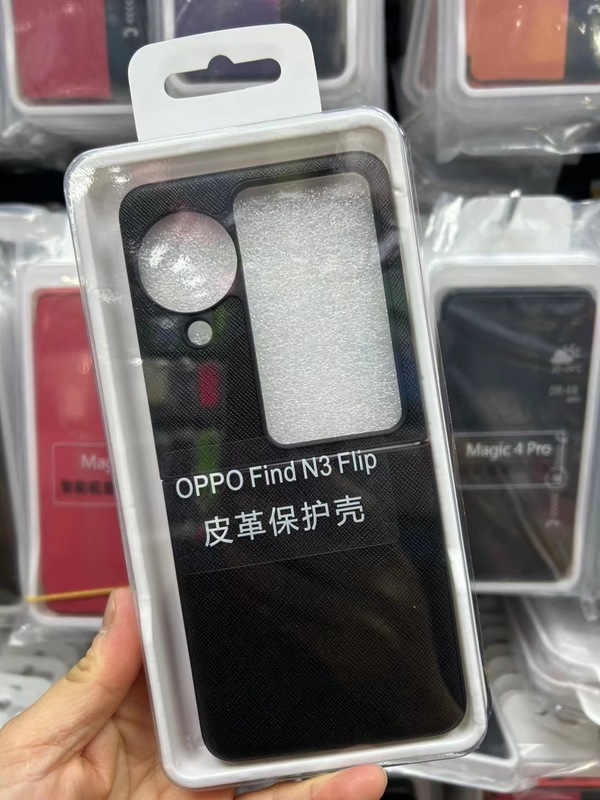 OPPO Find N3 Flip
皮革保护壳
Magic 4 Pro